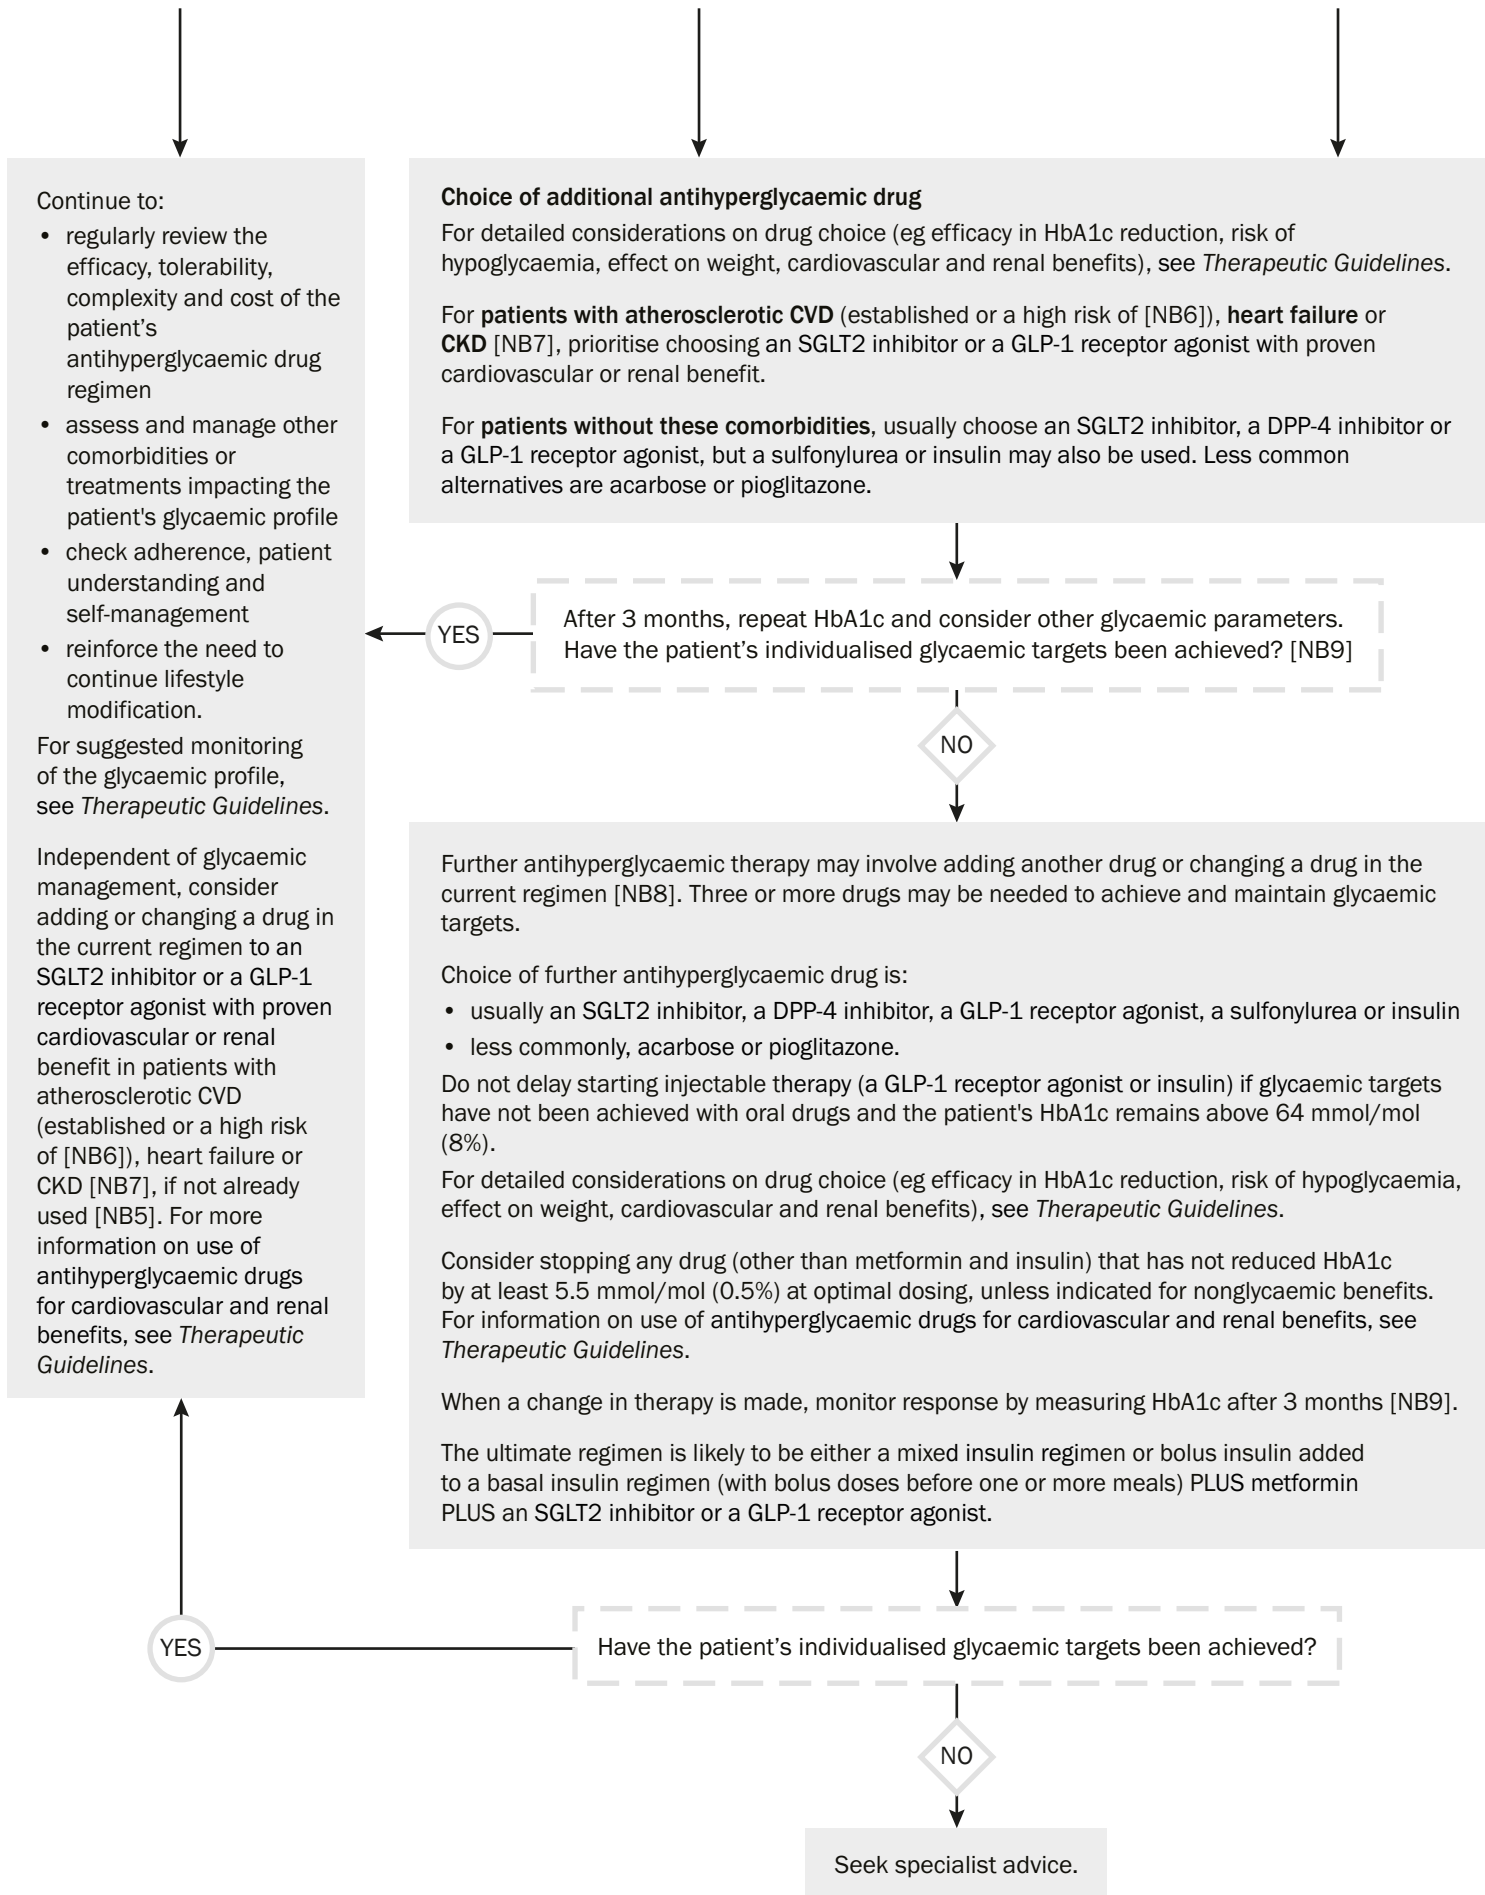 Continue to:
• regularly review the
efficacy, tolerability,
complexity and cost of the
patient’s
antihyperglycaemic drug
regimen
• assess and manage other
comorbidities or
treatments impacting the
patient's glycaemic profile
• check adherence, patient
understanding and
self-management
• reinforce the need to
continue lifestyle
modification.
For suggested monitoring
of the glycaemic profile,
see Therapeutic Guidelines.
Independent of glycaemic
management, consider
adding or changing a drug in
the current regimen to an
SGLT2 inhibitor or a GLP-1
receptor agonist with proven
cardiovascular or renal
benefit in patients with
atherosclerotic CVD
(established or a high risk
of [NB6]), heart failure or
CKD [NB7], if not already
used [NB5]. For more
information on use of
antihyperglycaemic drugs
for cardiovascular and renal
benefits, see Therapeutic
Guidelines.
Choice of additional antihyperglycaemic drug
For detailed considerations on drug choice (eg efficacy in HbA1c reduction, risk of
hypoglycaemia, effect on weight, cardiovascular and renal benefits), see Therapeutic Guidelines.
For patients with atherosclerotic CVD (established or a high risk of [NB6]), heart failure or
CKD [NB7], prioritise choosing an SGLT2 inhibitor or a GLP-1 receptor agonist with proven
cardiovascular or renal benefit.
For patients without these comorbidities, usually choose an SGLT2 inhibitor, a DPP-4 inhibitor or
a GLP-1 receptor agonist, but a sulfonylurea or insulin may also be used. Less common
alternatives are acarbose or pioglitazone.
After 3 months, repeat HbA1c and consider other glycaemic parameters.
Have the patient’s individualised glycaemic targets been achieved? [NB9]
YES
NO
Further antihyperglycaemic therapy may involve adding another drug or changing a drug in the
current regimen [NB8]. Three or more drugs may be needed to achieve and maintain glycaemic
targets.
Choice of further antihyperglycaemic drug is:
• usually an SGLT2 inhibitor, a DPP-4 inhibitor, a GLP-1 receptor agonist, a sulfonylurea or insulin
• less commonly, acarbose or pioglitazone.
Do not delay starting injectable therapy (a GLP-1 receptor agonist or insulin) if glycaemic targets
have not been achieved with oral drugs and the patient's HbA1c remains above 64 mmol/mol
(8%).
For detailed considerations on drug choice (eg efficacy in HbA1c reduction, risk of hypoglycaemia,
effect on weight, cardiovascular and renal benefits), see Therapeutic Guidelines.
Consider stopping any drug (other than metformin and insulin) that has not reduced HbA1c
by at least 5.5 mmol/mol (0.5%) at optimal dosing, unless indicated for nonglycaemic benefits.
For information on use of antihyperglycaemic drugs for cardiovascular and renal benefits, see
Therapeutic Guidelines.
When a change in therapy is made, monitor response by measuring HbA1c after 3 months [NB9].
The ultimate regimen is likely to be either a mixed insulin regimen or bolus insulin added
to a basal insulin regimen (with bolus doses before one or more meals) PLUS metformin
PLUS an SGLT2 inhibitor or a GLP-1 receptor agonist.
Have the patient’s individualised glycaemic targets been achieved?
YES
NO
Seek specialist advice.